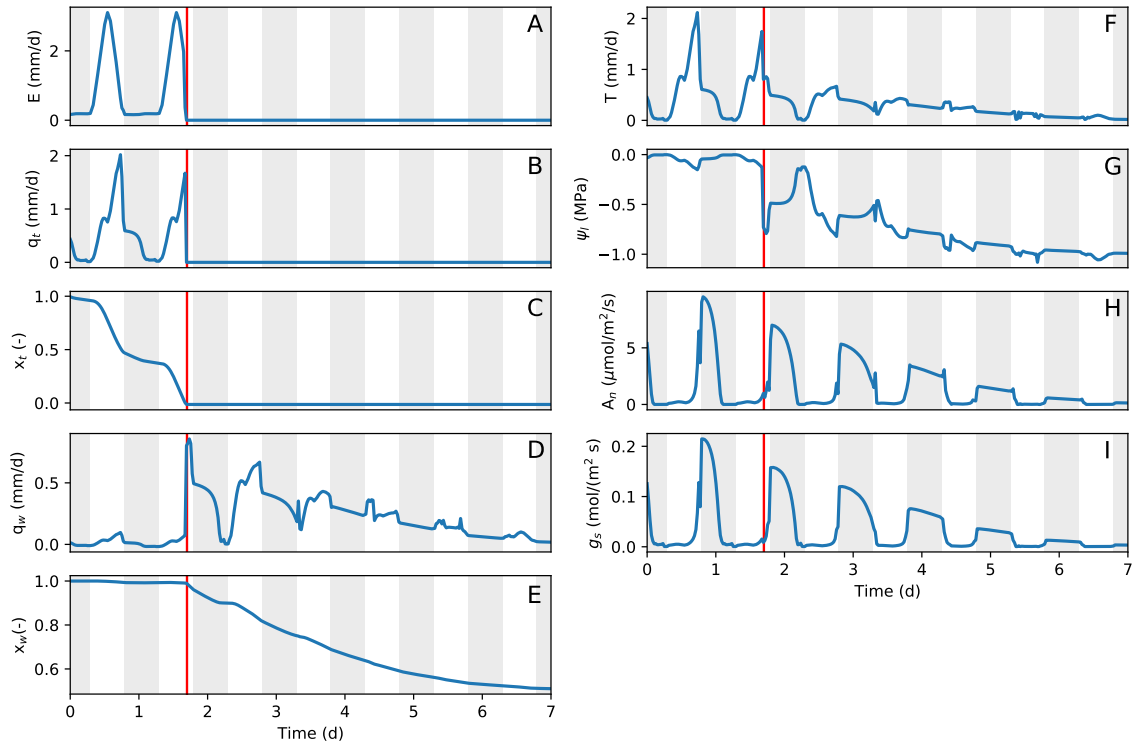 A
E (mm/d)
2
0
B
q_t (mm/d)
2
1
0
C
x_t (-)
1.0
0.5
0.0
D
q_w (mm/d)
0.5
0.0
E
x_w(-)
1.0
0.8
0.6
0 1 2 3 4 5 6 7
Time (d)
F
T (mm/d)
2
1
0
G
ψ_l (MPa)
0.0
−0.5
−1.0
H
A_n (μmol/m²/s)
5
0
I
g_s (mol/(m² s)
0.2
0.1
0.0
0 1 2 3 4 5 6 7
Time (d)